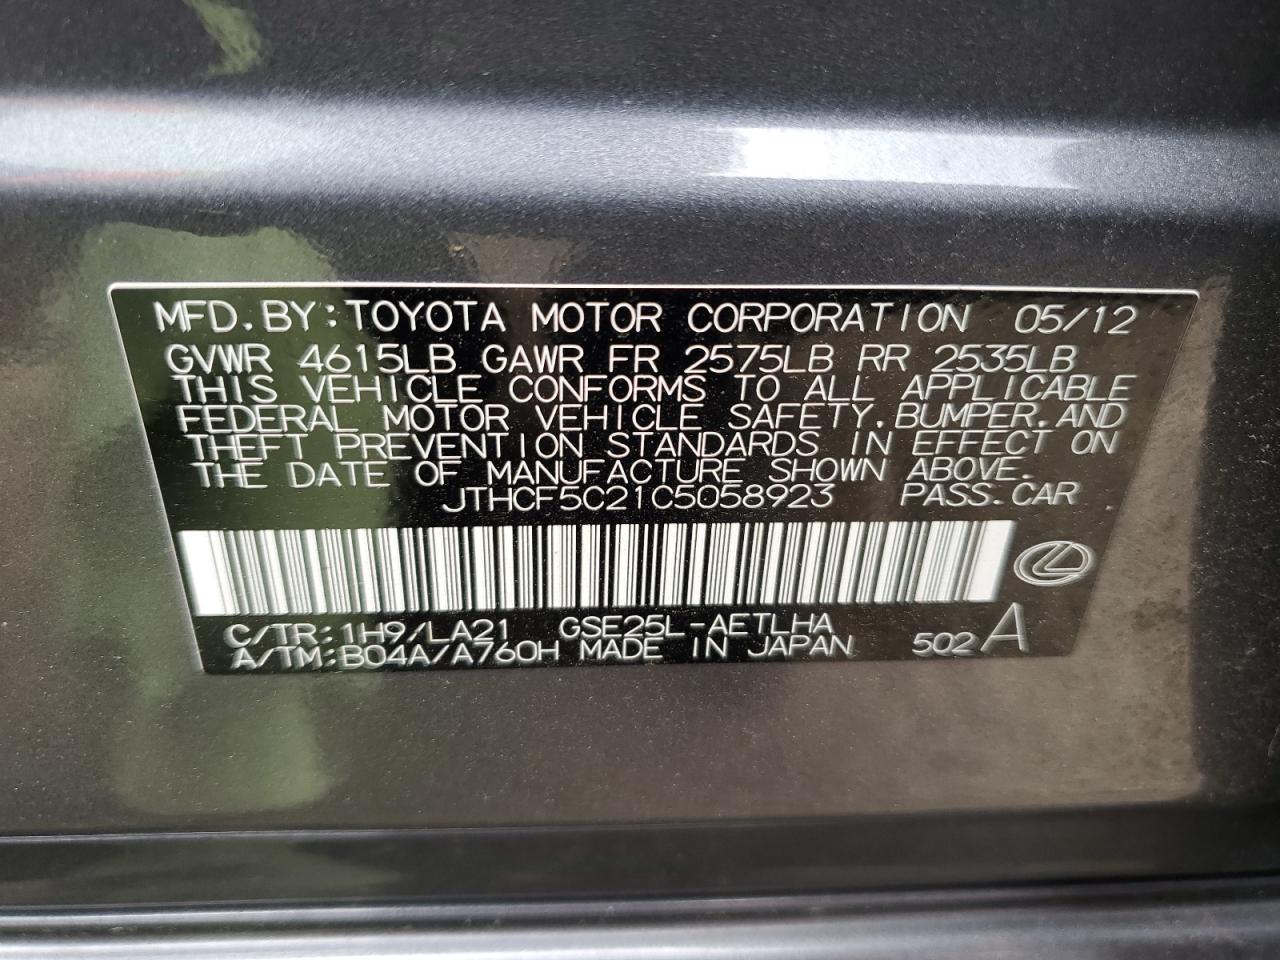 MFD. BY: TOYOTA MOTOR CORPORATION 05/12
GVWR 4615LB GAWR FR 2575LB RR 2535LB
THIS VEHICLE CONFORMS TO ALL APPLICABLE
FEDERAL MOTOR VEHICLE SAFETY, BUMPER, AND
THEFT PREVENTION STANDARDS IN EFFECT ON
THE DATE OF MANUFACTURE SHOWN ABOVE.
JTHCF5C21C5058923 PASS. CAR
C/TR: 1H9/LA21 GSE25L-AETLHA
A/TM: B04A/A760H MADE IN JAPAN 502 A